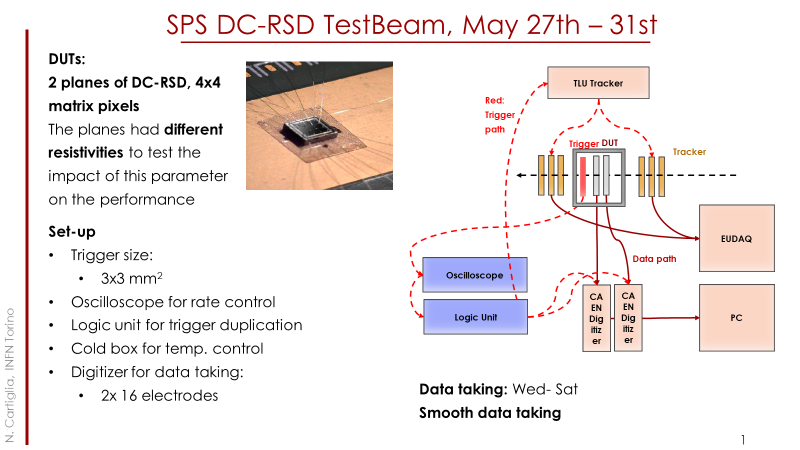 SPS DC-RSD TestBeam, May 27th – 31st
DUTs:
2 planes of DC-RSD, 4x4
matrix pixels
The planes had different
resistivities to test the
impact of this parameter
on the performance
Set-up
• Trigger size:
• 3x3 mm²
• Oscilloscope for rate control
• Logic unit for trigger duplication
• Cold box for temp. control
• Digitizer for data taking:
• 2x 16 electrodes
TLU Tracker
Red:
Trigger
path
Trigger DUT
Tracker
EUDAQ
Data path
Oscilloscope
Logic Unit
CA
EN
Dig
itiz
er
CA
EN
Dig
itiz
er
PC
Data taking: Wed- Sat
Smooth data taking
N. Cartiglia, INFN Torino
1